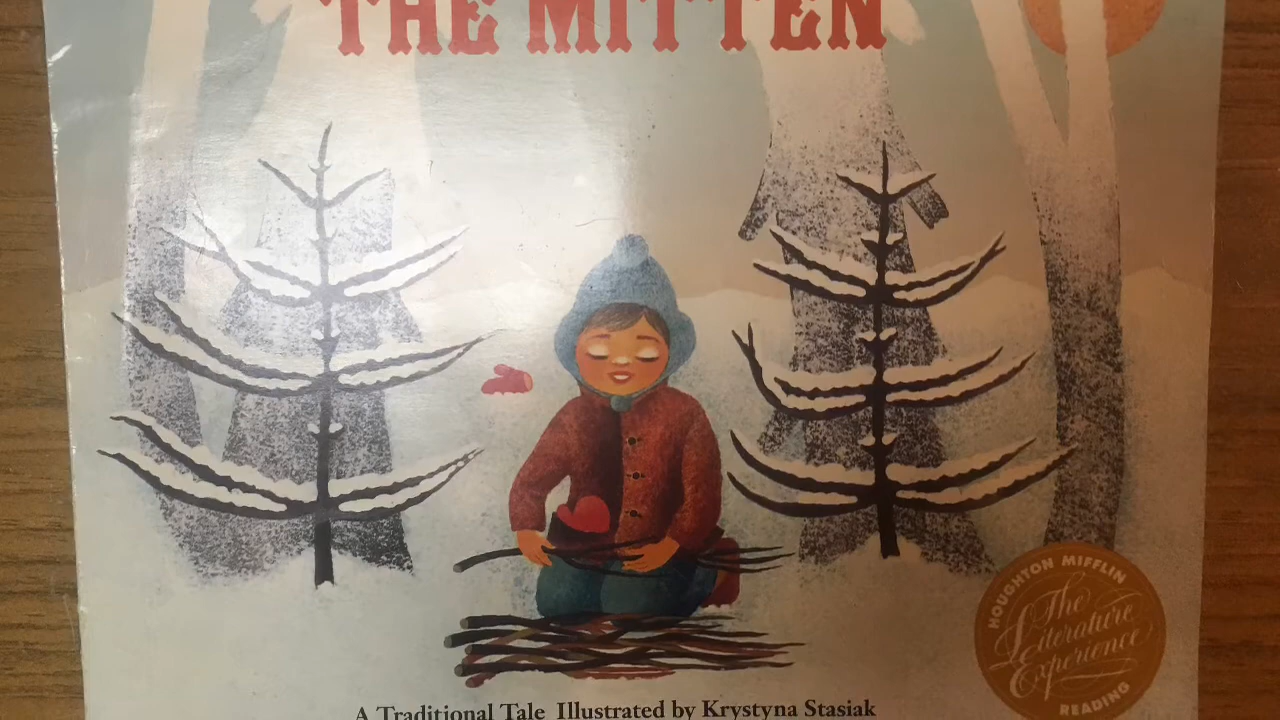 THE MITTEN
HOUGHTON MIFFLIN
The
Literature
Experience
READING
A Traditional Tale Illustrated by Krystyna Stasiak